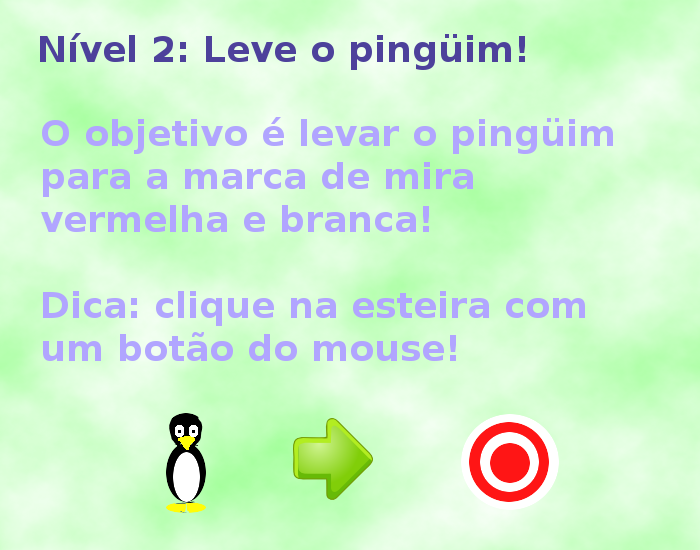 Nível 2: Leve o pingüim!
O objetivo é levar o pingüim
para a marca de mira
vermelha e branca!
Dica: clique na esteira com
um botão do mouse!